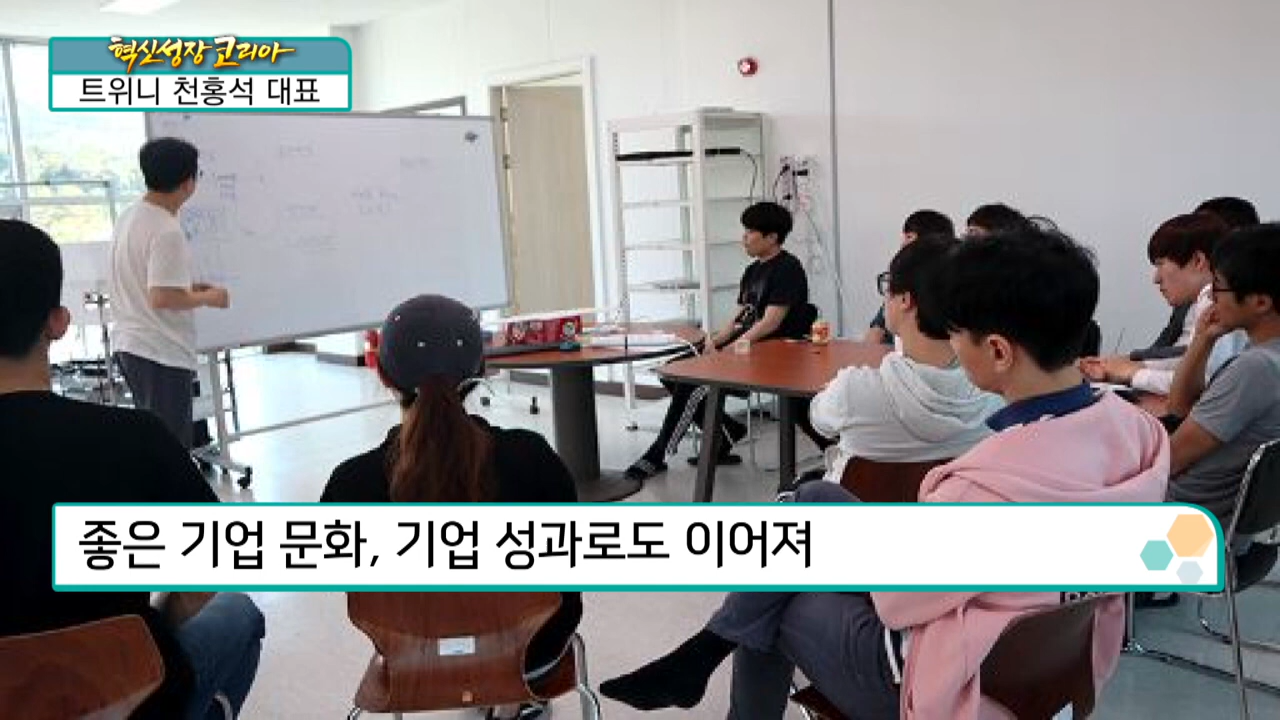 혁신성장 코리아
트위니 천홍석 대표
좋은 기업 문화, 기업 성과로도 이어져